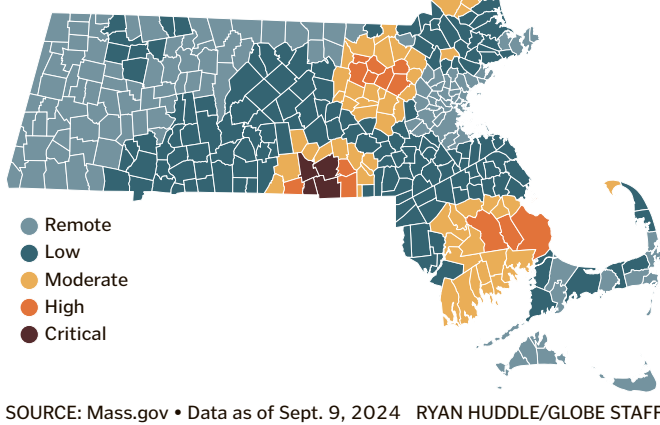 Remote
Low
Moderate
High
Critical
SOURCE: Mass.gov • Data as of Sept. 9, 2024 RYAN HUDDLE/GLOBE STAFF